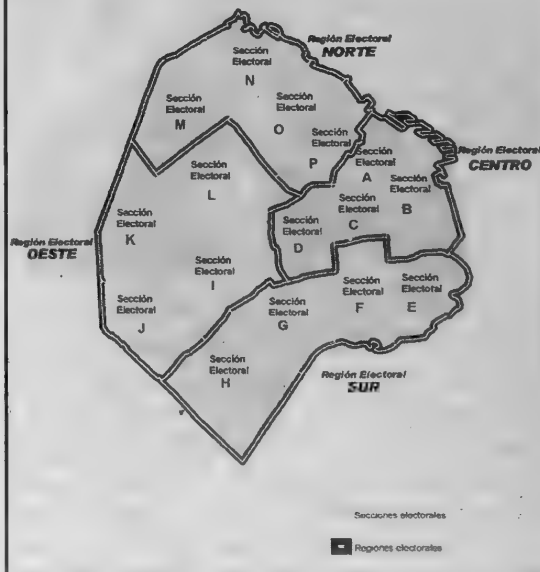 Región Electoral
NORTE
Sección
Electoral
N
Sección
Electoral
M
Sección
Electoral
O
Sección
Electoral
P
Sección
Electoral
A
Región Electoral
CENTRO
Sección
Electoral
B
Sección
Electoral
L
Sección
Electoral
C
Sección
Electoral
K
Sección
Electoral
D
Región Electoral
OESTE
Sección
Electoral
I
Sección
Electoral
F
Sección
Electoral
E
Sección
Electoral
J
Sección
Electoral
G
Sección
Electoral
H
Región Electoral
SUR
Secciones electorales
Regiones electorales